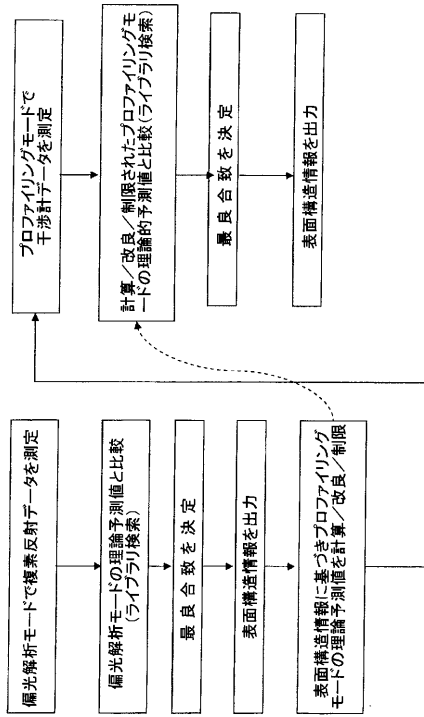 偏光解析モードで複素反射データを測定
偏光解析モードの理論予測値と比較
(ライブラリ検索)
最良合致を決定
表面構造情報を出力
表面構造情報に基づきプロファイリング
モードの理論予測値を計算／改良／制限
プロファイリングモードで
干渉計データを測定
計算／改良／制限されたプロファイリングモ
ードの理論的予測値と比較(ライブラリ検索)
最良合致を決定
表面構造情報を出力